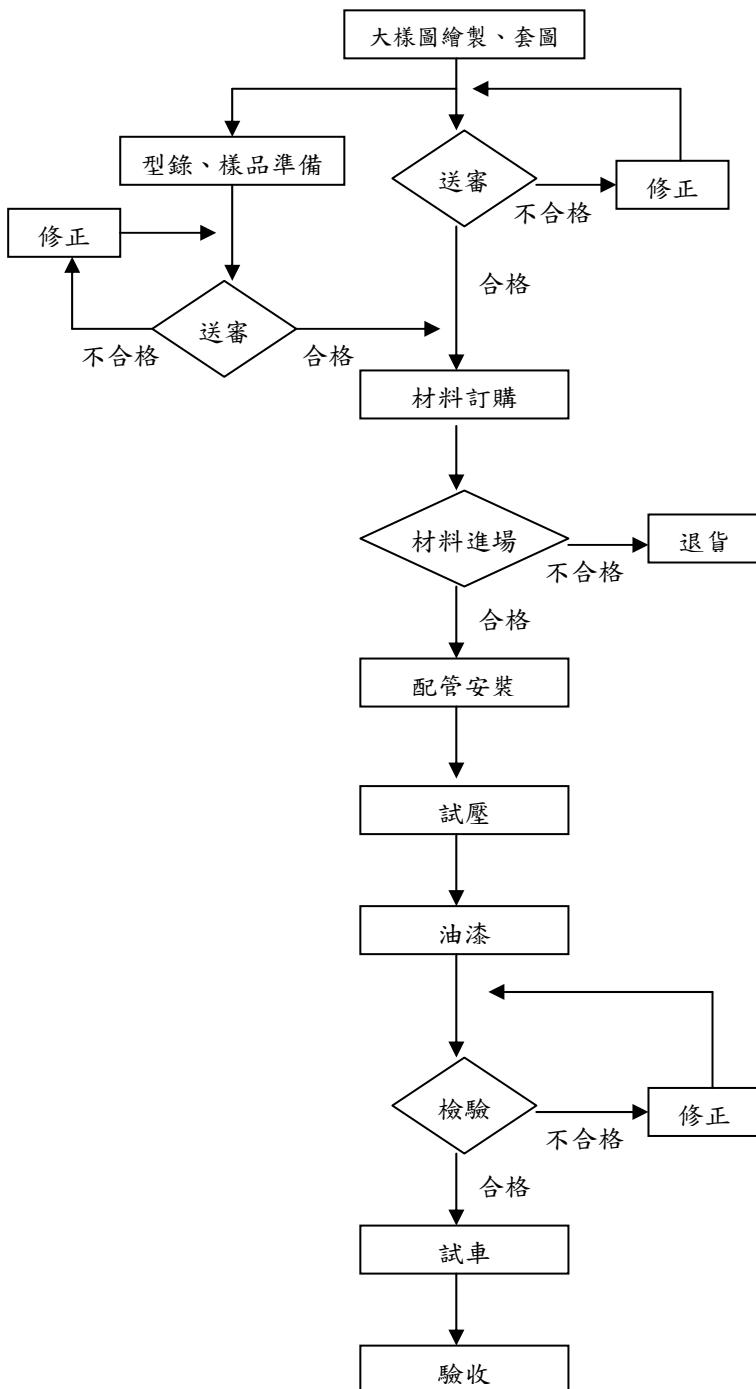 大樣圖繪製、套圖
型錄、樣品準備
送審
不合格
修正
修正
合格
送審
不合格
合格
材料訂購
材料進場
不合格
退貨
合格
配管安裝
試壓
油漆
檢驗
不合格
修正
合格
試車
驗收